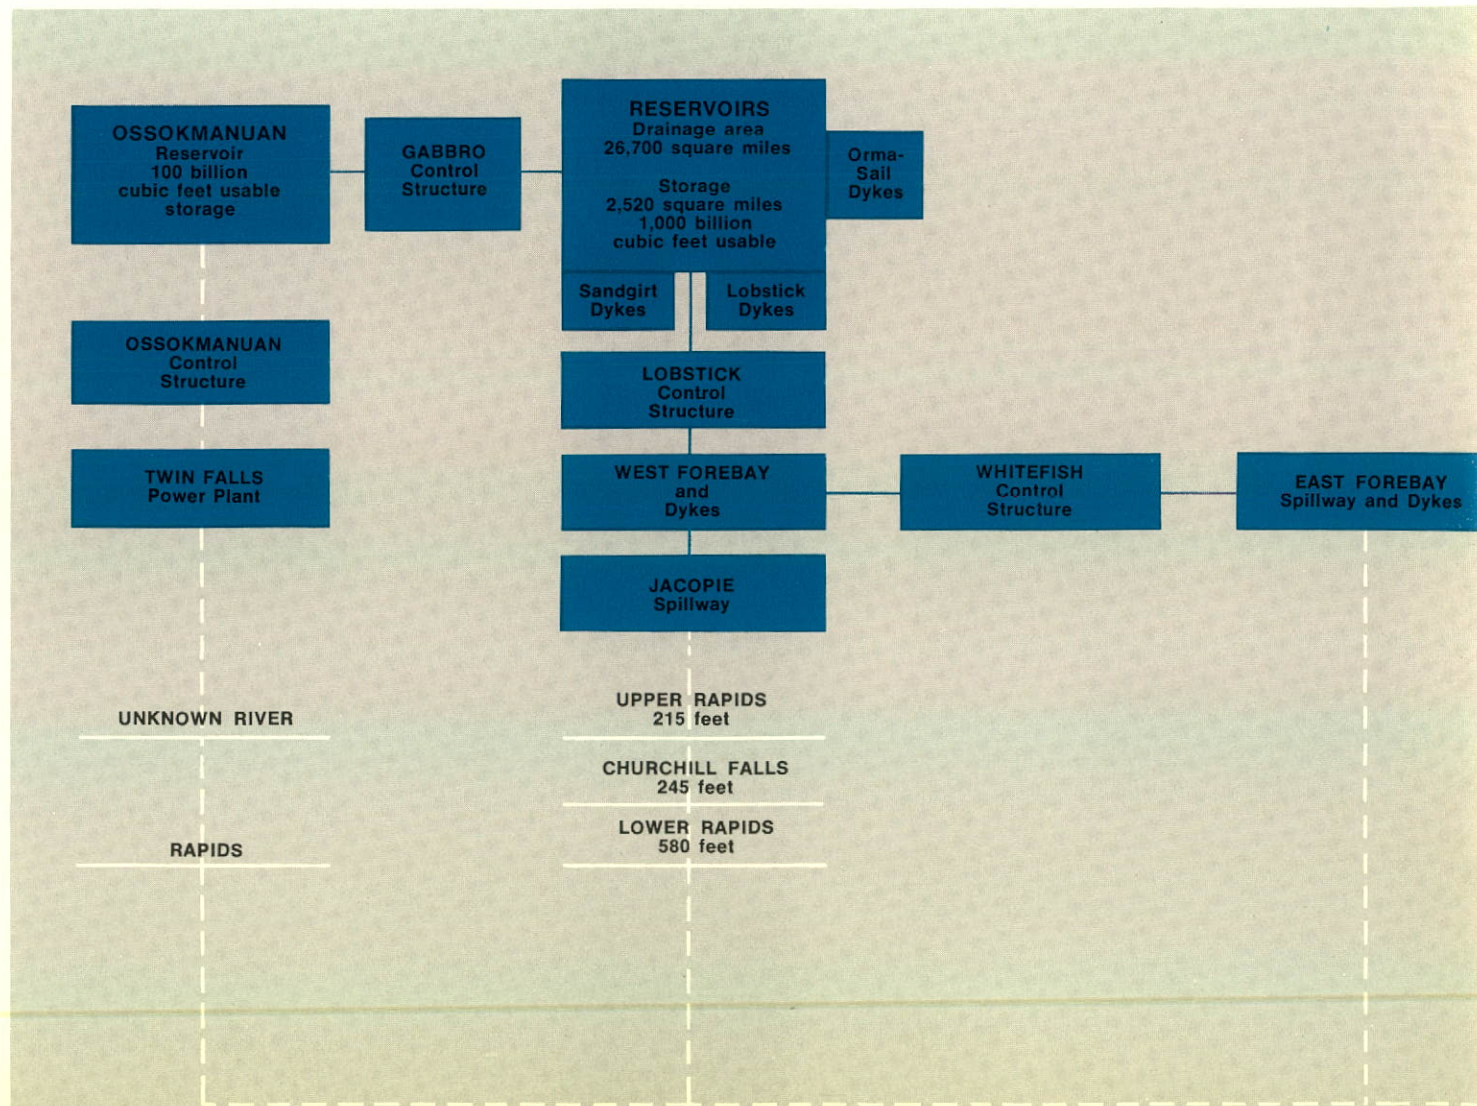 OSSOKMANUAN
Reservoir
100 billion
cubic feet usable
storage
GABBRO
Control
Structure
RESERVOIRS
Drainage area
26,700 square miles
Storage
2,520 square miles
1,000 billion
cubic feet usable
Orma-
Sail
Dykes
Sandgirt
Dykes
Lobstick
Dykes
OSSOKMANUAN
Control
Structure
LOBSTICK
Control
Structure
TWIN FALLS
Power Plant
WEST FOREBAY
and
Dykes
WHITEFISH
Control
Structure
EAST FOREBAY
Spillway and Dykes
JACOPIE
Spillway
UNKNOWN RIVER
UPPER RAPIDS
215 feet
CHURCHILL FALLS
245 feet
RAPIDS
LOWER RAPIDS
580 feet